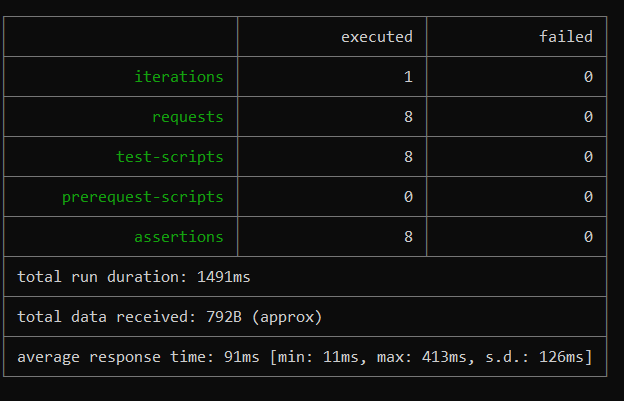 executed failed
iterations 1 0
requests 8 0
test-scripts 8 0
prerequest-scripts 0 0
assertions 8 0
total run duration: 1491ms
total data received: 792B (approx)
average response time: 91ms [min: 11ms, max: 413ms, s.d.: 126ms]